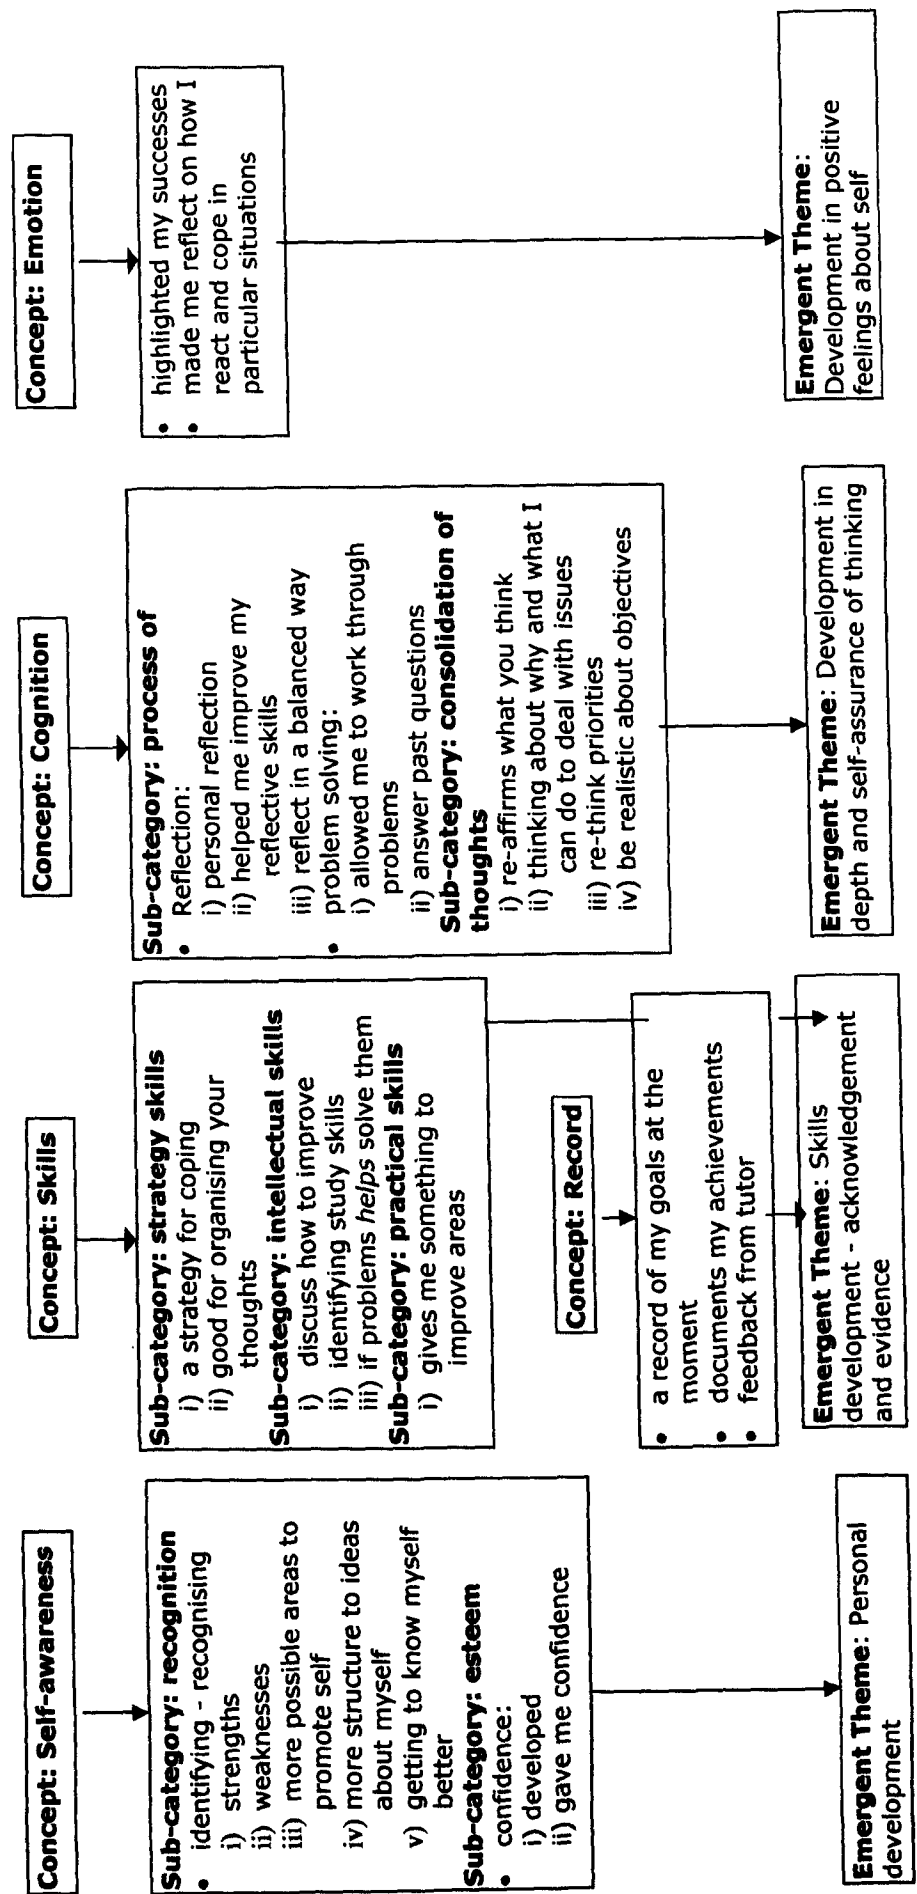 Concept: Self-awareness
Sub-category: recognition
• identifying - recognising
i) strengths
ii) weaknesses
iii) more possible areas to
promote self
iv) more structure to ideas
about myself
v) getting to know myself
better
Sub-category: esteem
• confidence:
i) developed
ii) gave me confidence
Emergent Theme: Personal
development
Concept: Skills
Sub-category: strategy skills
i) a strategy for coping
ii) good for organising your
thoughts
Sub-category: intellectual skills
i) discuss how to improve
ii) identifying study skills
iii) if problems helps solve them
Sub-category: practical skills
i) gives me something to
improve areas
Concept: Record
• a record of my goals at the
moment
• documents my achievements
• feedback from tutor
Emergent Theme: Skills
development - acknowledgement
and evidence
Concept: Cognition
Sub-category: process of
• Reflection:
i) personal reflection
ii) helped me improve my
reflective skills
iii) reflect in a balanced way
• problem solving:
i) allowed me to work through
problems
ii) answer past questions
Sub-category: consolidation of
thoughts
i) re-affirms what you think
ii) thinking about why and what I
can do to deal with issues
iii) re-think priorities
iv) be realistic about objectives
Emergent Theme: Development in
depth and self-assurance of thinking
Concept: Emotion
• highlighted my successes
• made me reflect on how I
react and cope in
particular situations
Emergent Theme:
Development in positive
feelings about self